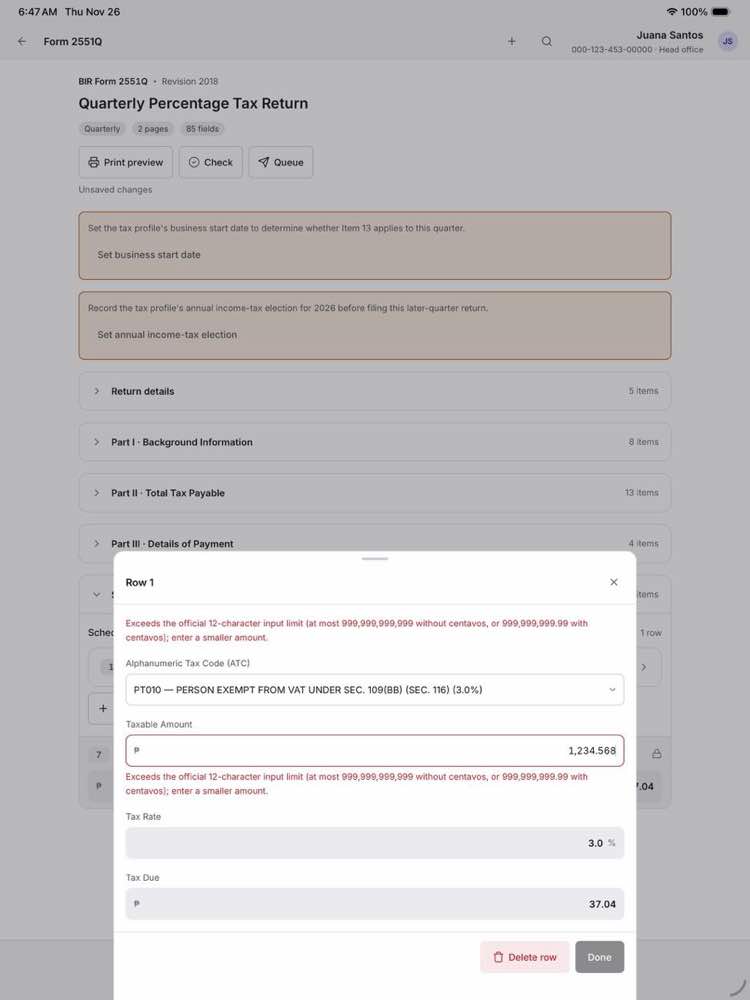 6:47 AM Thu Nov 26
100%
Form 2551Q
Juana Santos
000-123-453-00000 · Head office
JS
BIR Form 2551Q • Revision 2018
Quarterly Percentage Tax Return
Quarterly
2 pages
85 fields
Print preview
Check
Queue
Unsaved changes
Set the tax profile's business start date to determine whether Item 13 applies to this quarter.
Set business start date
Record the tax profile's annual income-tax election for 2026 before filing this later-quarter return.
Set annual income-tax election
Return details
5 items
Part I · Background Information
8 items
Part II · Total Tax Payable
13 items
Part III · Details of Payment
4 items
1 row
7
₱
Row 1
Exceeds the official 12-character input limit (at most 999,999,999,999 without centavos, or 999,999,999.99 with
centavos); enter a smaller amount.
Alphanumeric Tax Code (ATC)
PT010 — PERSON EXEMPT FROM VAT UNDER SEC. 109(BB) (SEC. 116) (3.0%)
Taxable Amount
₱ 1,234.568
Exceeds the official 12-character input limit (at most 999,999,999,999 without centavos, or 999,999,999.99 with
centavos); enter a smaller amount.
Tax Rate
3.0 %
Tax Due
₱ 37.04
Delete row
Done